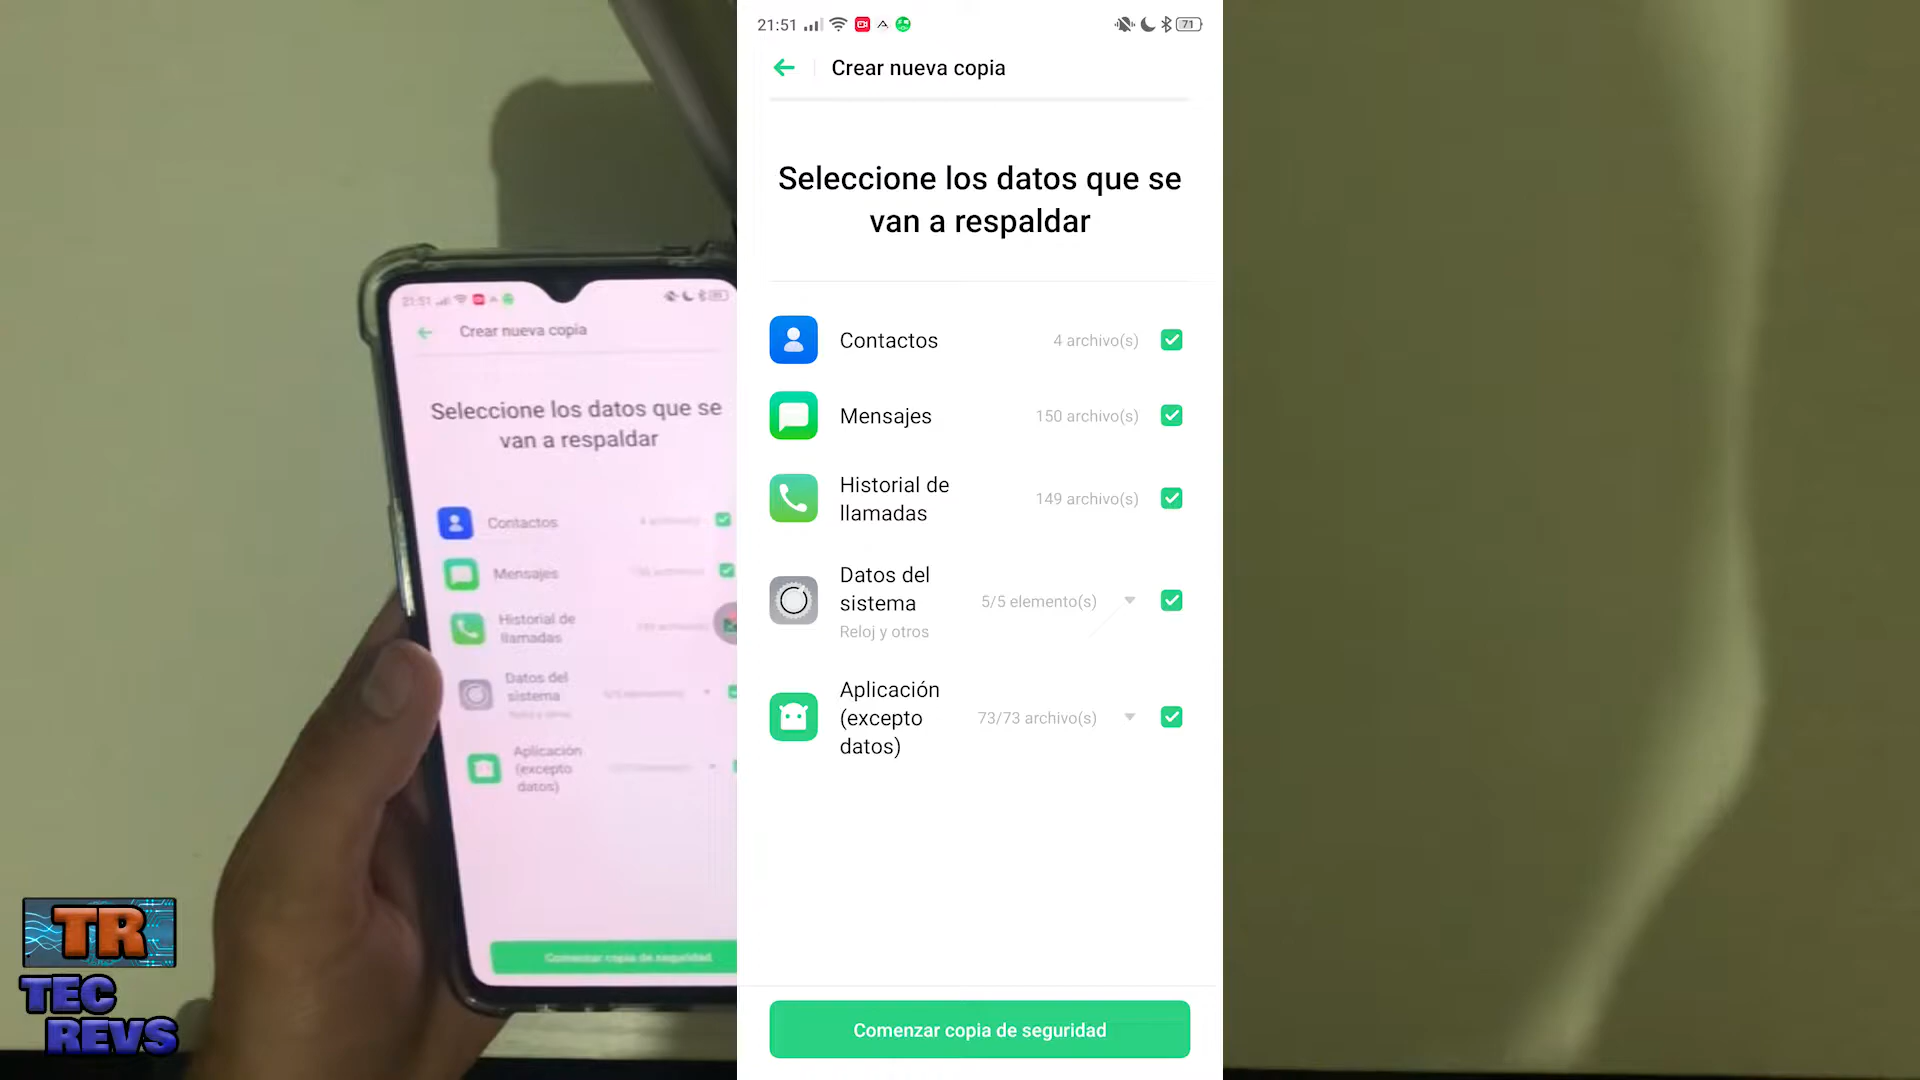 21:51
71
Crear nueva copia
Seleccione los datos que se
van a respaldar
Contactos
4 archivo(s)
Mensajes
150 archivo(s)
Historial de
llamadas
149 archivo(s)
Datos del
sistema
Reloj y otros
5/5 elemento(s)
Aplicación
(excepto
datos)
73/73 archivo(s)
Comenzar copia de seguridad
21:51
Crear nueva copia
Seleccione los datos que se
van a respaldar
Contactos
Mensajes
Historial de
llamadas
Datos del
sistema
Reloj y otros
Aplicación
(excepto
datos)
Comenzar copia de seguridad
TR
TEC
REVS